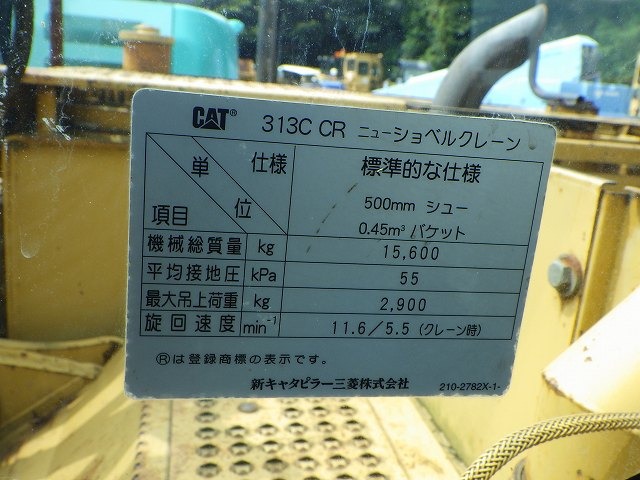 CAT® 313C CR ニューショベルクレーン
単位 仕様 標準的な仕様
項目 500mm シュー
0.45m³ バケット
機械総質量 kg 15,600
平均接地圧 kPa 55
最大吊上荷重 kg 2,900
旋回速度 min⁻¹ 11.6/5.5 (クレーン時)
®は登録商標の表示です。
新キャタピラー三菱株式会社 210-2782X-1-